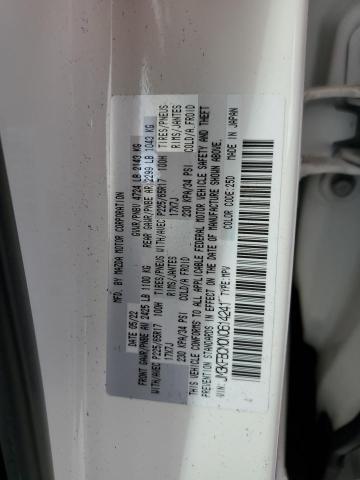 MFD. BY MAZDA MOTOR CORPORATION
DATE: 05/22 GVWR/PNBV 4724 LB 2143 KG
FRONT GAWR/PNBE AV 2425 LB 1100 KG REAR GAWR/PNBE AR 2299 LB 1043 KG
WITH/AVEC P225/65R17 100H TIRES/PNEUS WITH/AVEC P225/65R17 100H TIRES/PNEUS
17X7J RIMS/JANTES 17X7J RIMS/JANTES
230 KPA/34 PSI COLD/A FROID 230 KPA/34 PSI COLD/A FROID
THIS VEHICLE CONFORMS TO ALL APPLICABLE FEDERAL MOTOR VEHICLE SAFETY AND THEFT
PREVENTION STANDARDS IN EFFECT ON THE DATE OF MANUFACTURE SHOWN ABOVE.
MADE IN JAPAN
COLOR CODE: 25D
TYPE: MPV
VIN: